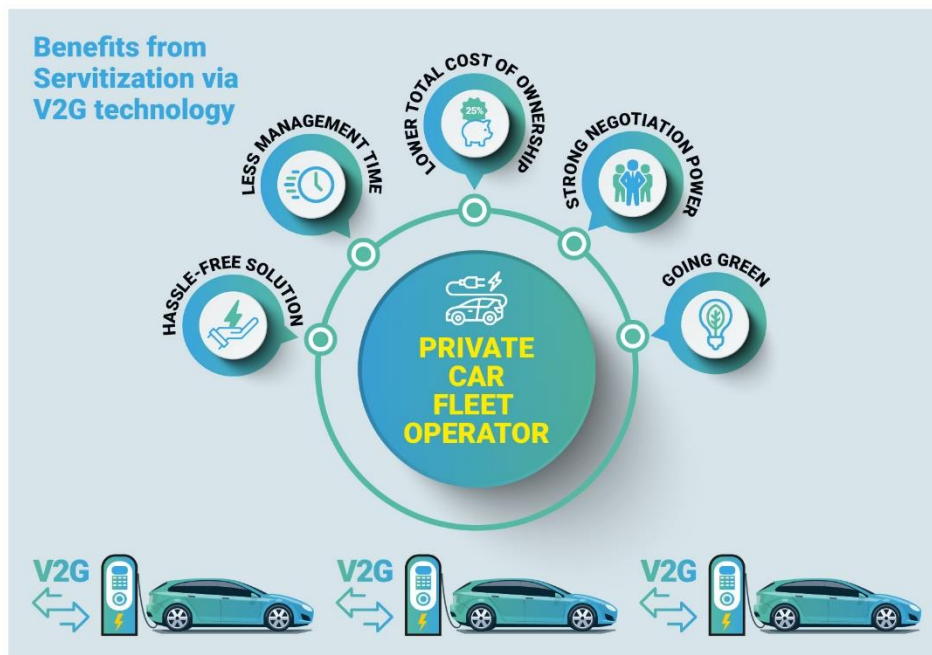 Benefits from
Servitization via
V2G technology
HASSLE-FREE SOLUTION
LESS MANAGEMENT TIME
LOWER TOTAL COST OF OWNERSHIP
25%
STRONG NEGOTIATION POWER
GOING GREEN
PRIVATE
CAR
FLEET
OPERATOR
V2G
V2G
V2G